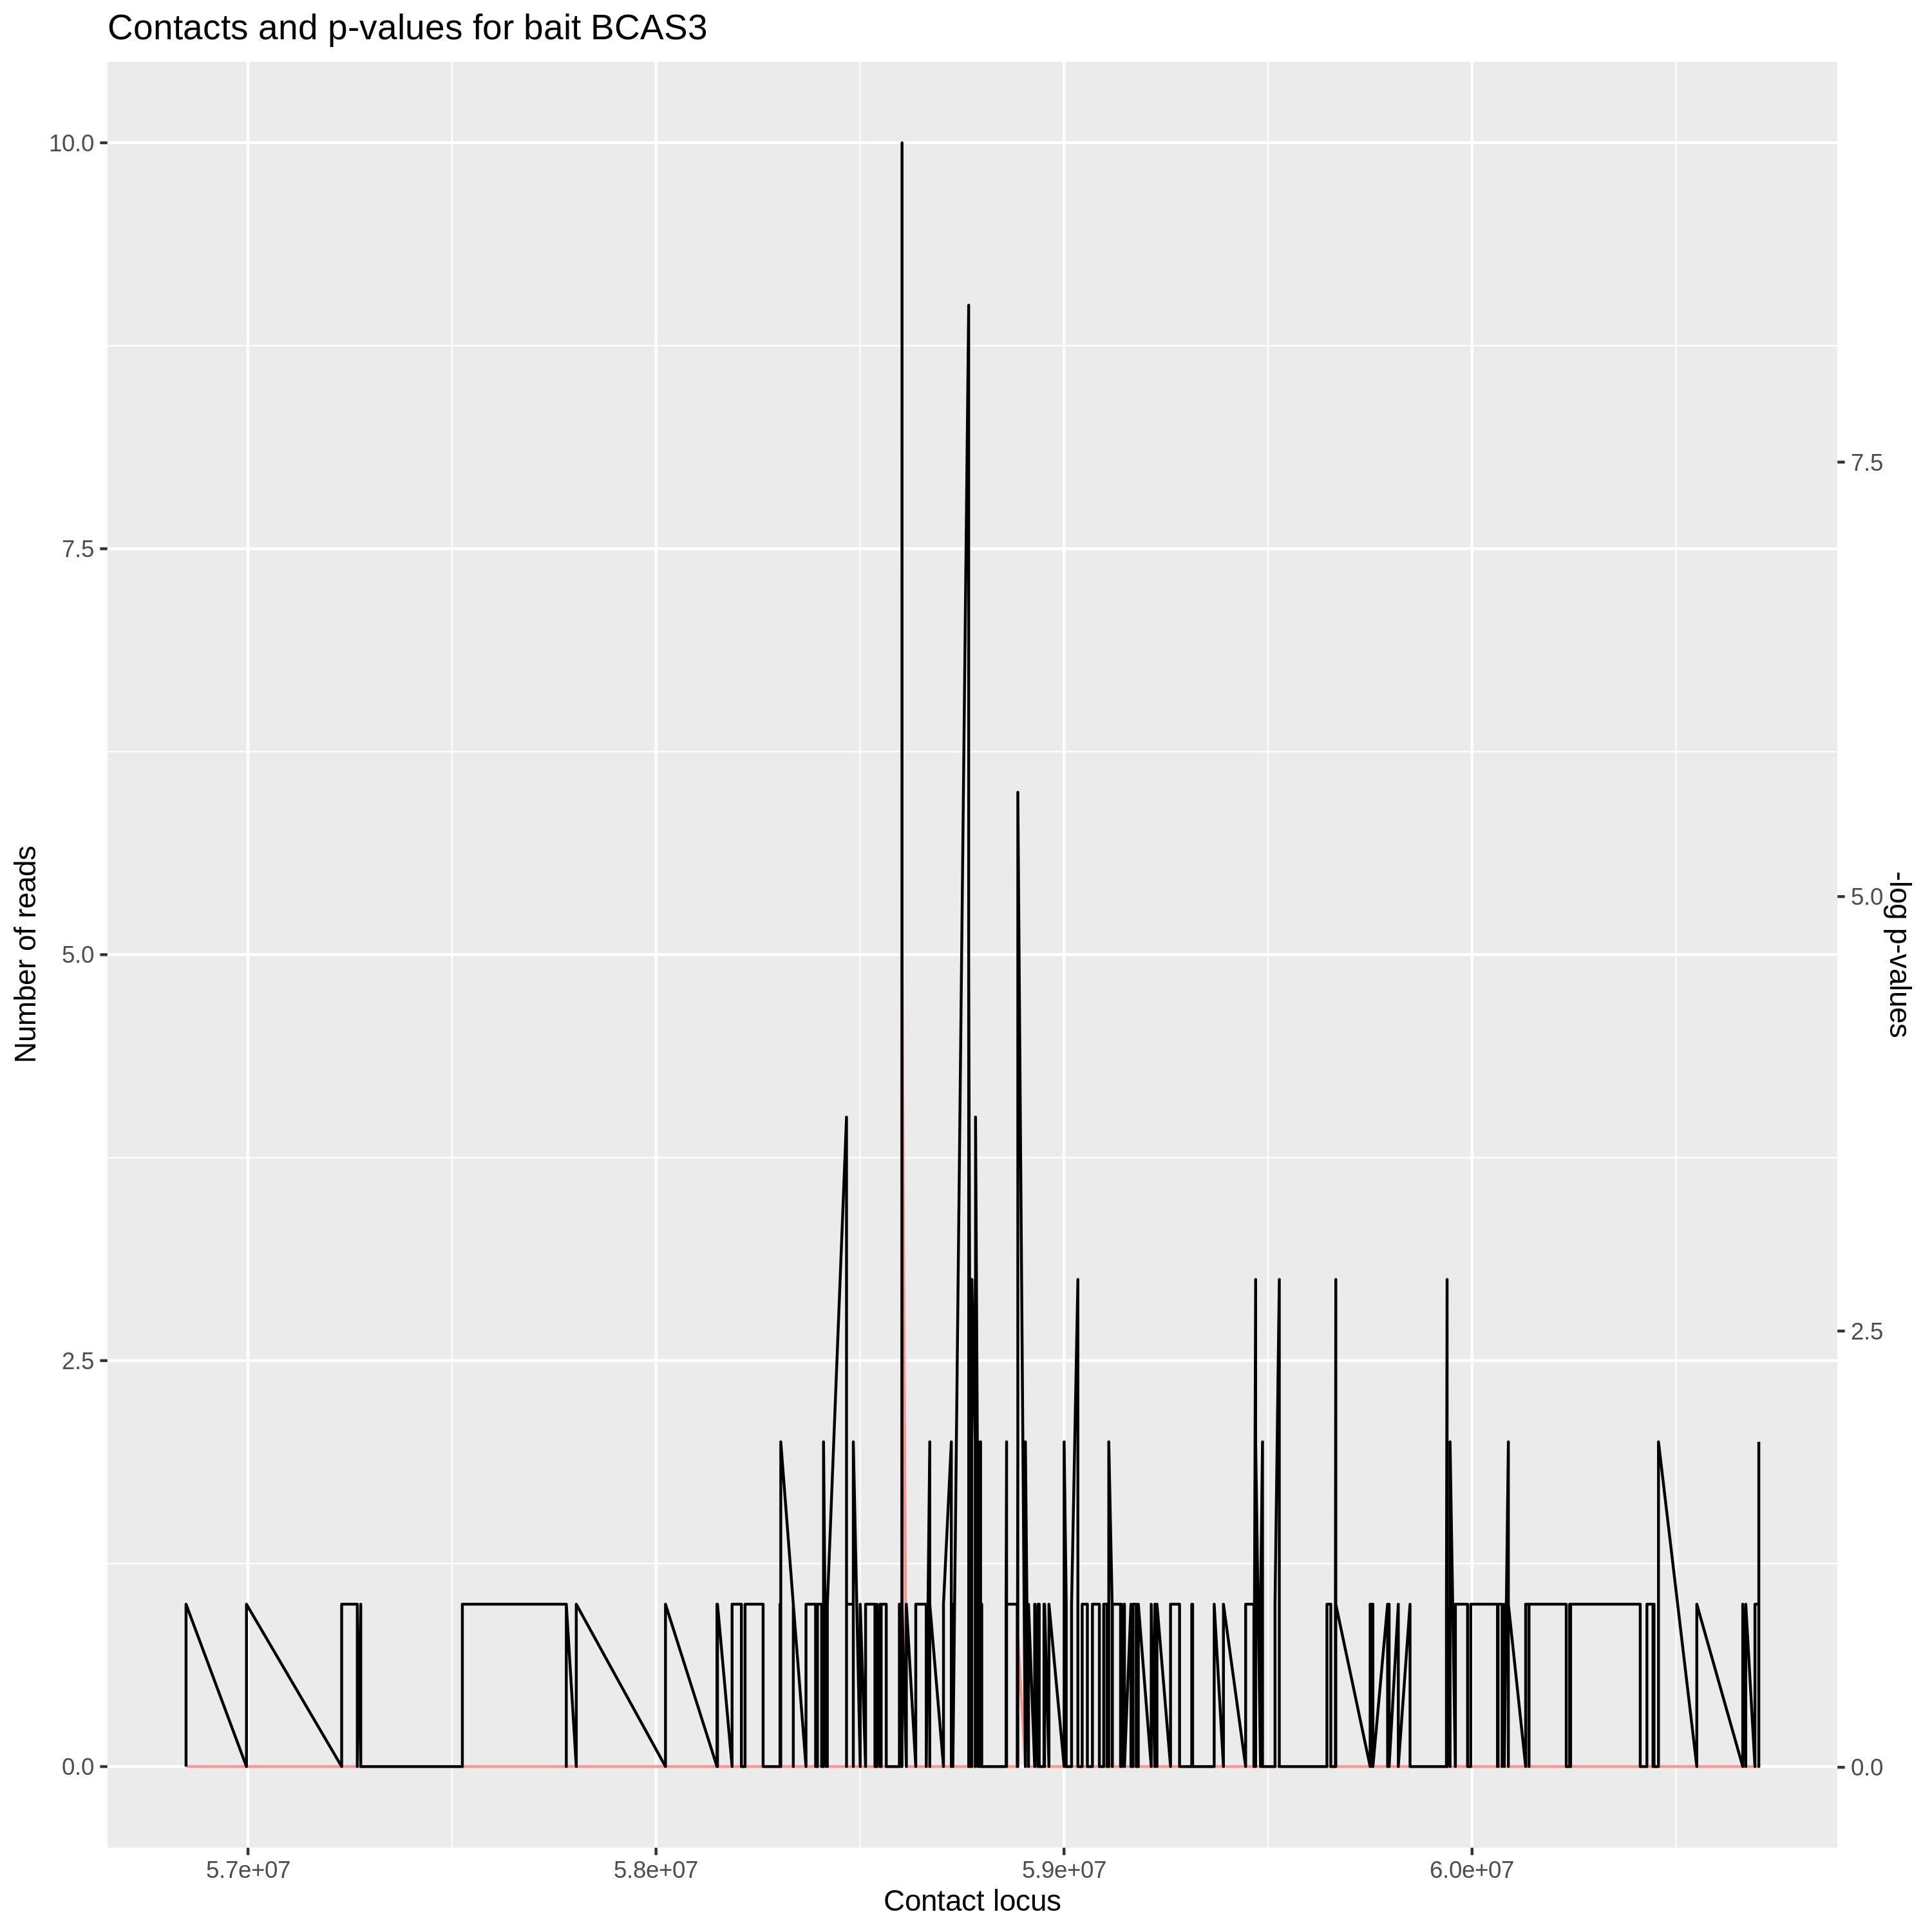 Contacts and p-values for bait BCAS3
10.0
7.5
5.0
2.5
0.0
Number of reads
7.5
5.0
2.5
0.0
-log p-values
5.7e+07
5.8e+07
5.9e+07
6.0e+07
Contact locus